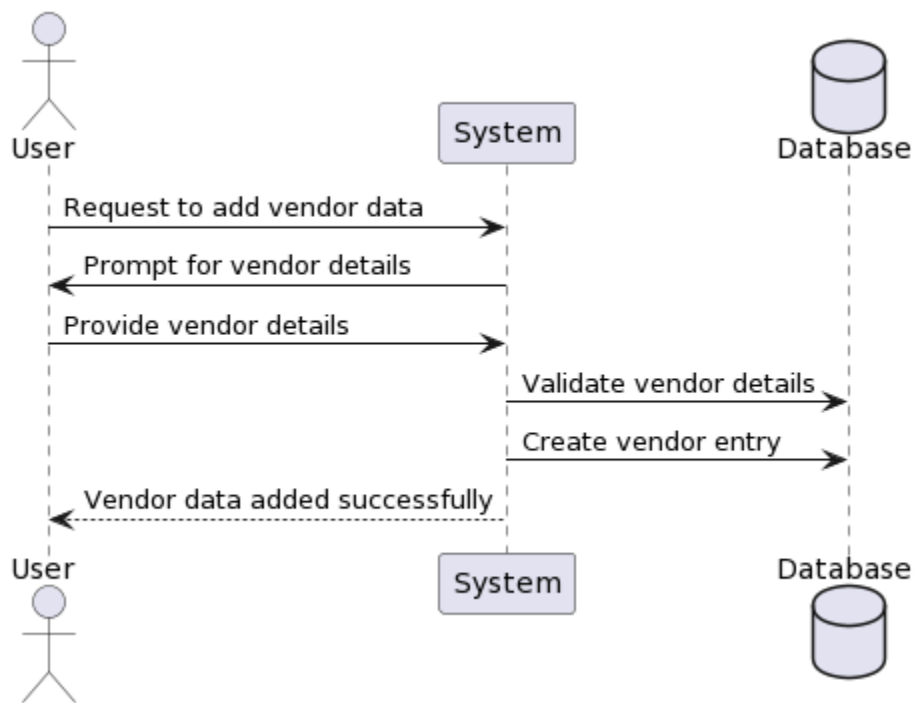 User
System
Database
Request to add vendor data
Prompt for vendor details
Provide vendor details
Validate vendor details
Create vendor entry
Vendor data added successfully
User
System
Database